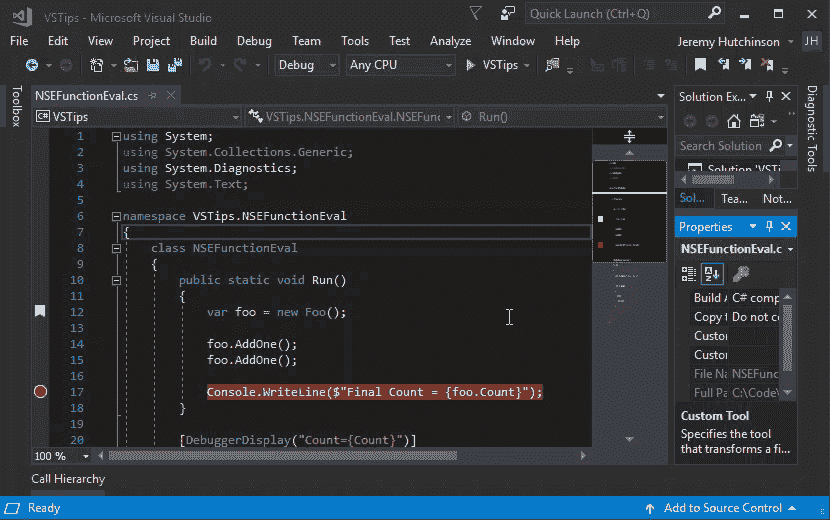 VSTips - Microsoft Visual Studio
Quick Launch (Ctrl+Q)
File Edit View Project Build Debug Team Tools Test Analyze Window Help
Jeremy Hutchinson JH
Debug Any CPU VSTips
Toolbox
NSEFunctionEval.cs
C# VSTips VSTips.NSEFunctionEval.NSEFunc Run()
1 using System;
2 using System.Collections.Generic;
3 using System.Diagnostics;
4 using System.Text;
5
6 namespace VSTips.NSEFunctionEval
7 {
8 class NSEFunctionEval
9 {
10 public static void Run()
11 {
12 var foo = new Foo();
13
14 foo.AddOne();
15 foo.AddOne();
16
17 Console.WriteLine($"Final Count = {foo.Count}");
18 }
19
20 [DebuggerDisplay("Count={Count}")]
100 %
Call Hierarchy
Solution Ex...
Search Solution
Solution 'VSTi
Sol... Tea... Not...
Properties
NSEFunctionEval.c
Build A C# comp
Copy t Do not co
Custon
Custon
File Na NSEFunc
Full Pa C:\Code\
Custom Tool
Specifies the tool
that transforms a fi...
Diagnostic Tools
Ready
Add to Source Control